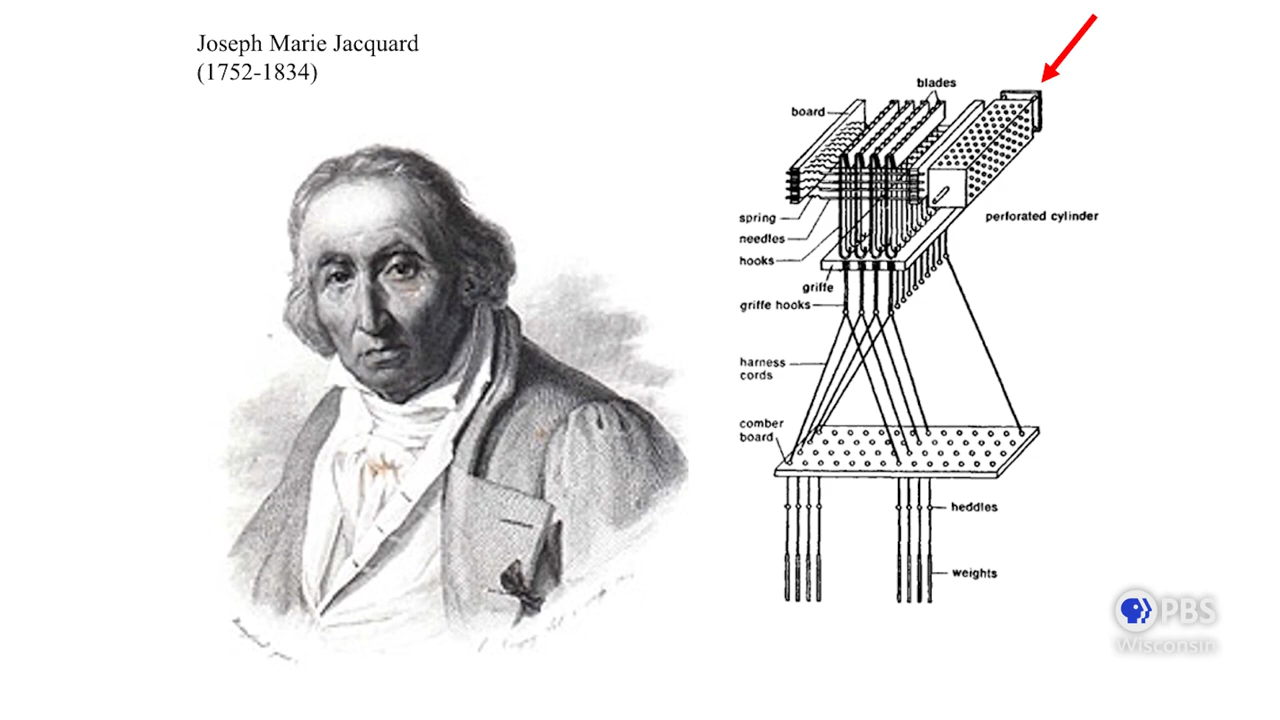 Joseph Marie Jacquard
(1752-1834)
blades
board
perforated cylinder
spring
needles
hooks
griffe
griffe hooks
harness
cords
comber
board
heddles
weights
PBS
Wisconsin